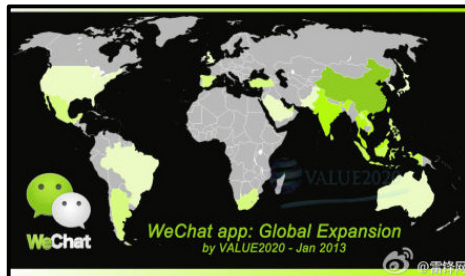 VALUE2020
WeChat
WeChat app: Global Expansion
by VALUE2020 - Jan 2013
@雷锋网